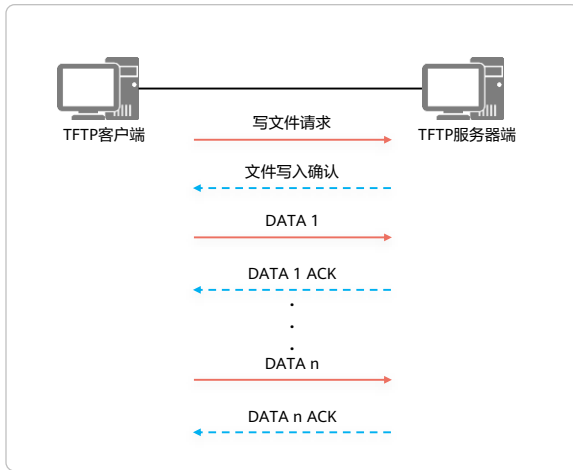 TFTP客户端
TFTP服务器端
写文件请求
文件写入确认
DATA 1
DATA 1 ACK
.
.
.
DATA n
DATA n ACK